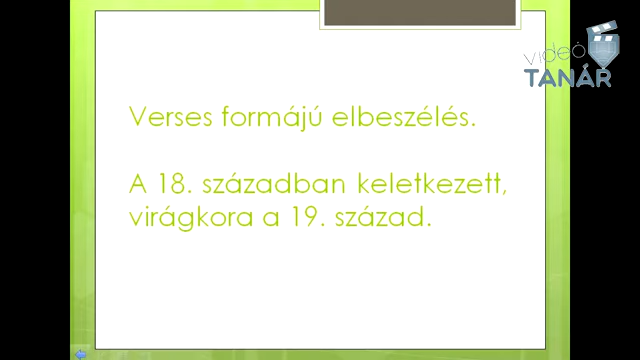 videó
TANÁR
Verses formájú elbeszélés.
A 18. században keletkezett,
virágkora a 19. század.